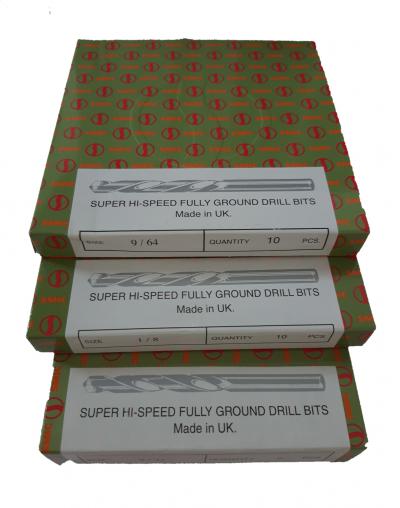 SUPER HI-SPEED FULLY GROUND DRILL BITS
Made in UK.
9 / 64 QUANTITY 10 PCS.
SUPER HI-SPEED FULLY GROUND DRILL BITS
Made in UK.
SIZE 1 / 8 QUANTITY 10 PCS
SUPER HI-SPEED FULLY GROUND DRILL BITS
Made in UK.